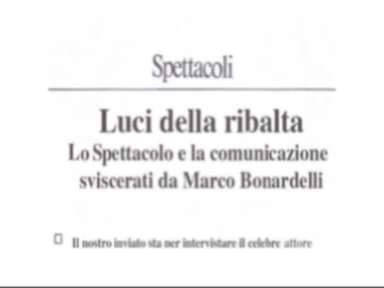 Spettacoli
Luci della ribalta
Lo Spettacolo e la comunicazione
sviscerati da Marco Bonardelli
Il nostro inviato sta per intervistare il celebre attore